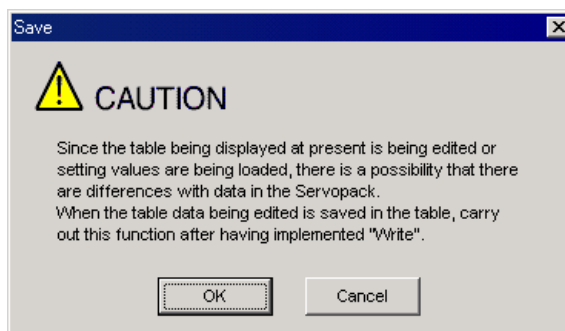 Save
CAUTION
Since the table being displayed at present is being edited or
setting values are being loaded, there is a possibility that there
are differences with data in the Servopack.
When the table data being edited is saved in the table, carry
out this function after having implemented "Write".
OK Cancel